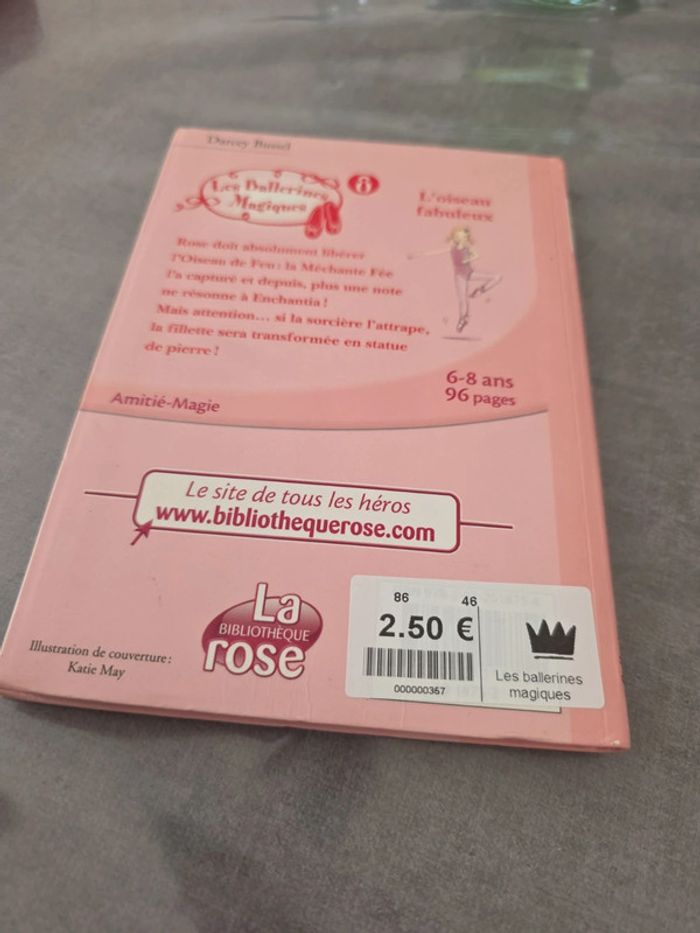 Darcey Bussel
Les Ballerines
Magiques
8
L'oiseau
fabuleux
Rose doit absolument libérer
l'Oiseau de Feu : la Méchante Fée
l'a capturé et depuis, plus une note
ne résonne à Enchantia !
Mais attention... si la sorcière l'attrape,
la fillette sera transformée en statue
de pierre !
6-8 ans
96 pages
Amitié-Magie
Le site de tous les héros
www.bibliothequerose.com
La
BIBLIOTHÈQUE
rose
Illustration de couverture :
Katie May
86 46
2.50 €
000000367
Les ballerines
magiques